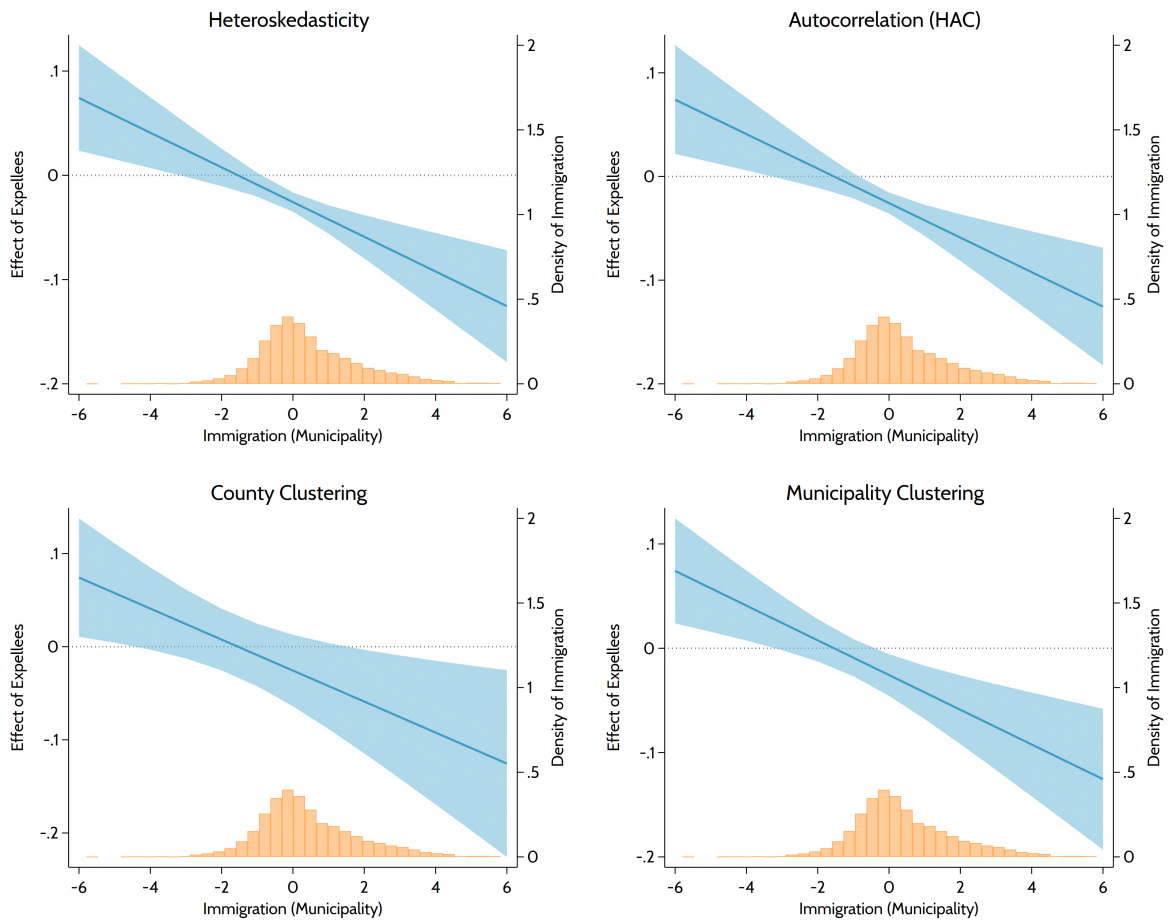 Heteroskedasticity
.1
0
-.1
-.2
Effect of Expellees
2
1.5
1
.5
0
Density of Immigration
-6 -4 -2 0 2 4 6
Immigration (Municipality)
Autocorrelation (HAC)
.1
0
-.1
-.2
Effect of Expellees
2
1.5
1
.5
0
Density of Immigration
-6 -4 -2 0 2 4 6
Immigration (Municipality)
County Clustering
.1
0
-.1
-.2
Effect of Expellees
2
1.5
1
.5
0
Density of Immigration
-6 -4 -2 0 2 4 6
Immigration (Municipality)
Municipality Clustering
.1
0
-.1
-.2
Effect of Expellees
2
1.5
1
.5
0
Density of Immigration
-6 -4 -2 0 2 4 6
Immigration (Municipality)